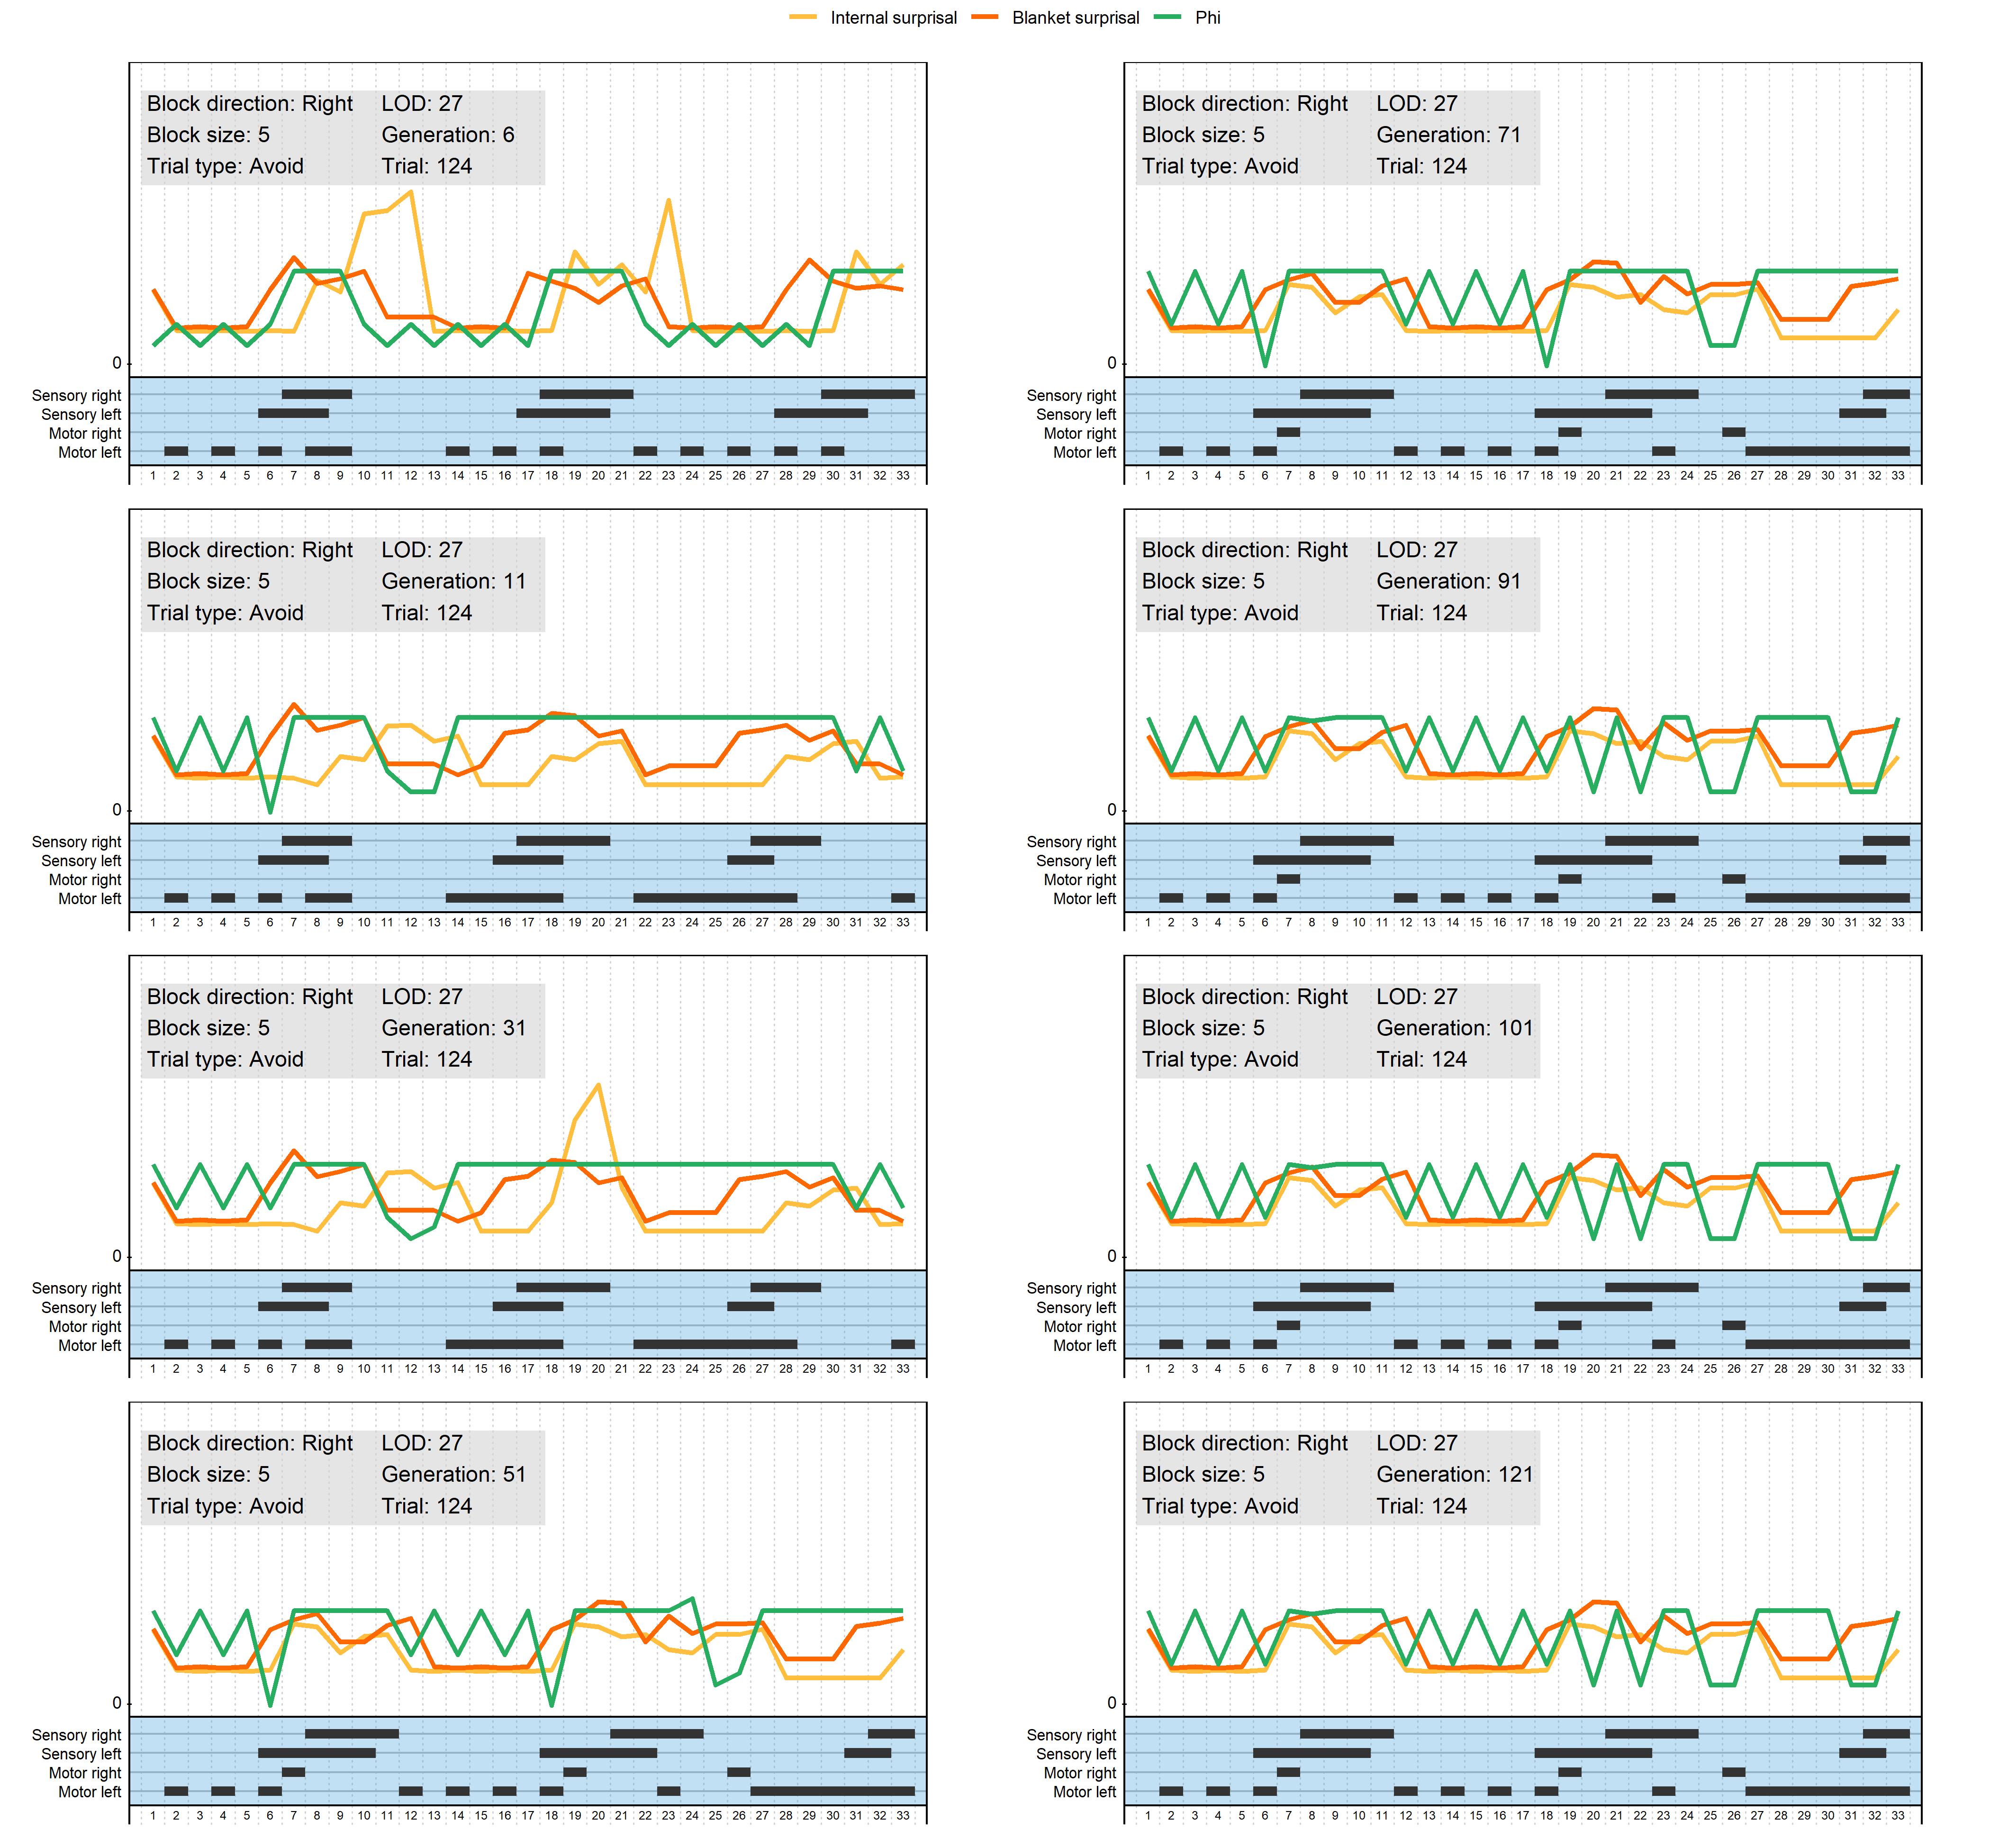 Internal surprisal Blanket surprisal Phi
Block direction: Right LOD: 27
Block size: 5 Generation: 6
Trial type: Avoid Trial: 124
0
Sensory right
Sensory left
Motor right
Motor left
1 2 3 4 5 6 7 8 9 10 11 12 13 14 15 16 17 18 19 20 21 22 23 24 25 26 27 28 29 30 31 32 33
Block direction: Right LOD: 27
Block size: 5 Generation: 71
Trial type: Avoid Trial: 124
0
Sensory right
Sensory left
Motor right
Motor left
1 2 3 4 5 6 7 8 9 10 11 12 13 14 15 16 17 18 19 20 21 22 23 24 25 26 27 28 29 30 31 32 33
Block direction: Right LOD: 27
Block size: 5 Generation: 11
Trial type: Avoid Trial: 124
0
Sensory right
Sensory left
Motor right
Motor left
1 2 3 4 5 6 7 8 9 10 11 12 13 14 15 16 17 18 19 20 21 22 23 24 25 26 27 28 29 30 31 32 33
Block direction: Right LOD: 27
Block size: 5 Generation: 91
Trial type: Avoid Trial: 124
0
Sensory right
Sensory left
Motor right
Motor left
1 2 3 4 5 6 7 8 9 10 11 12 13 14 15 16 17 18 19 20 21 22 23 24 25 26 27 28 29 30 31 32 33
Block direction: Right LOD: 27
Block size: 5 Generation: 31
Trial type: Avoid Trial: 124
0
Sensory right
Sensory left
Motor right
Motor left
1 2 3 4 5 6 7 8 9 10 11 12 13 14 15 16 17 18 19 20 21 22 23 24 25 26 27 28 29 30 31 32 33
Block direction: Right LOD: 27
Block size: 5 Generation: 101
Trial type: Avoid Trial: 124
0
Sensory right
Sensory left
Motor right
Motor left
1 2 3 4 5 6 7 8 9 10 11 12 13 14 15 16 17 18 19 20 21 22 23 24 25 26 27 28 29 30 31 32 33
Block direction: Right LOD: 27
Block size: 5 Generation: 51
Trial type: Avoid Trial: 124
0
Sensory right
Sensory left
Motor right
Motor left
1 2 3 4 5 6 7 8 9 10 11 12 13 14 15 16 17 18 19 20 21 22 23 24 25 26 27 28 29 30 31 32 33
Block direction: Right LOD: 27
Block size: 5 Generation: 121
Trial type: Avoid Trial: 124
0
Sensory right
Sensory left
Motor right
Motor left
1 2 3 4 5 6 7 8 9 10 11 12 13 14 15 16 17 18 19 20 21 22 23 24 25 26 27 28 29 30 31 32 33